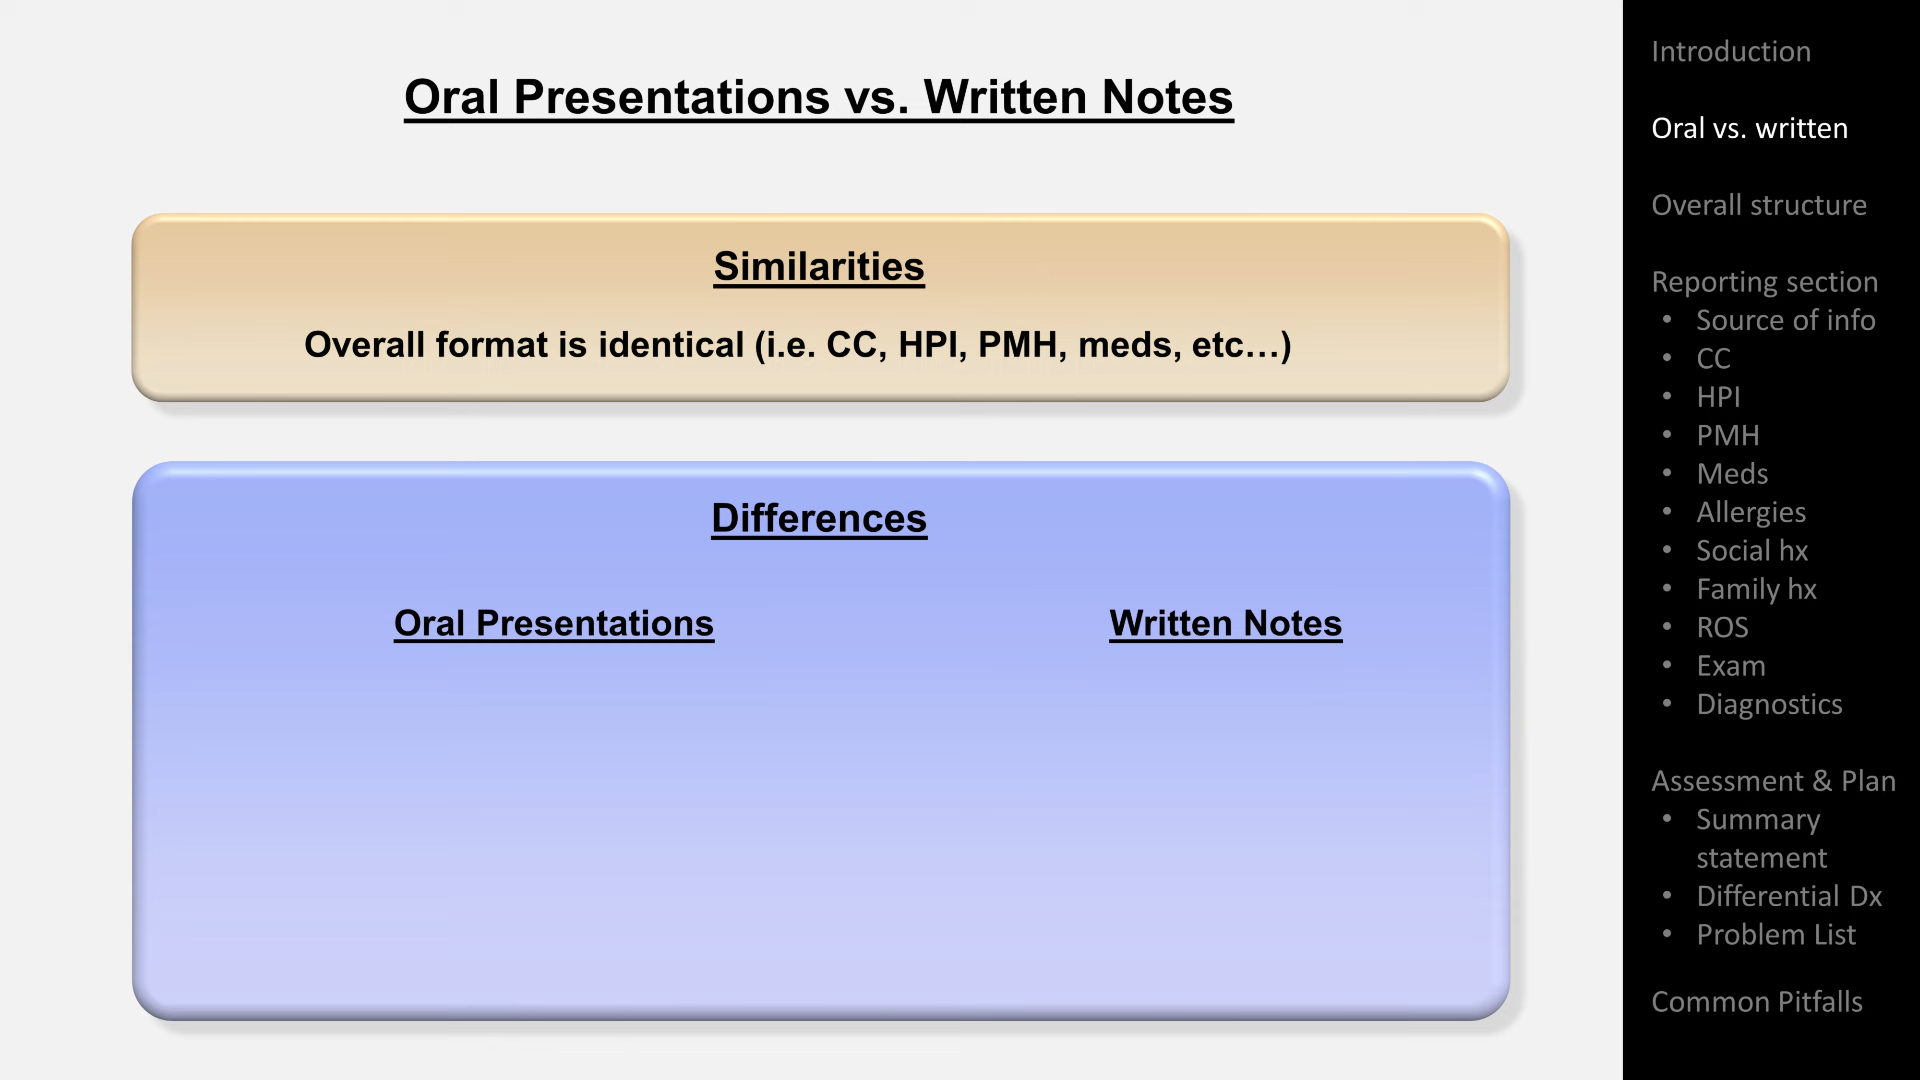 Oral Presentations vs. Written Notes
Similarities
Overall format is identical (i.e. CC, HPI, PMH, meds, etc…)
Differences
Oral Presentations
Written Notes
Introduction
Oral vs. written
Overall structure
Reporting section
• Source of info
• CC
• HPI
• PMH
• Meds
• Allergies
• Social hx
• Family hx
• ROS
• Exam
• Diagnostics
Assessment & Plan
• Summary
statement
• Differential Dx
• Problem List
Common Pitfalls